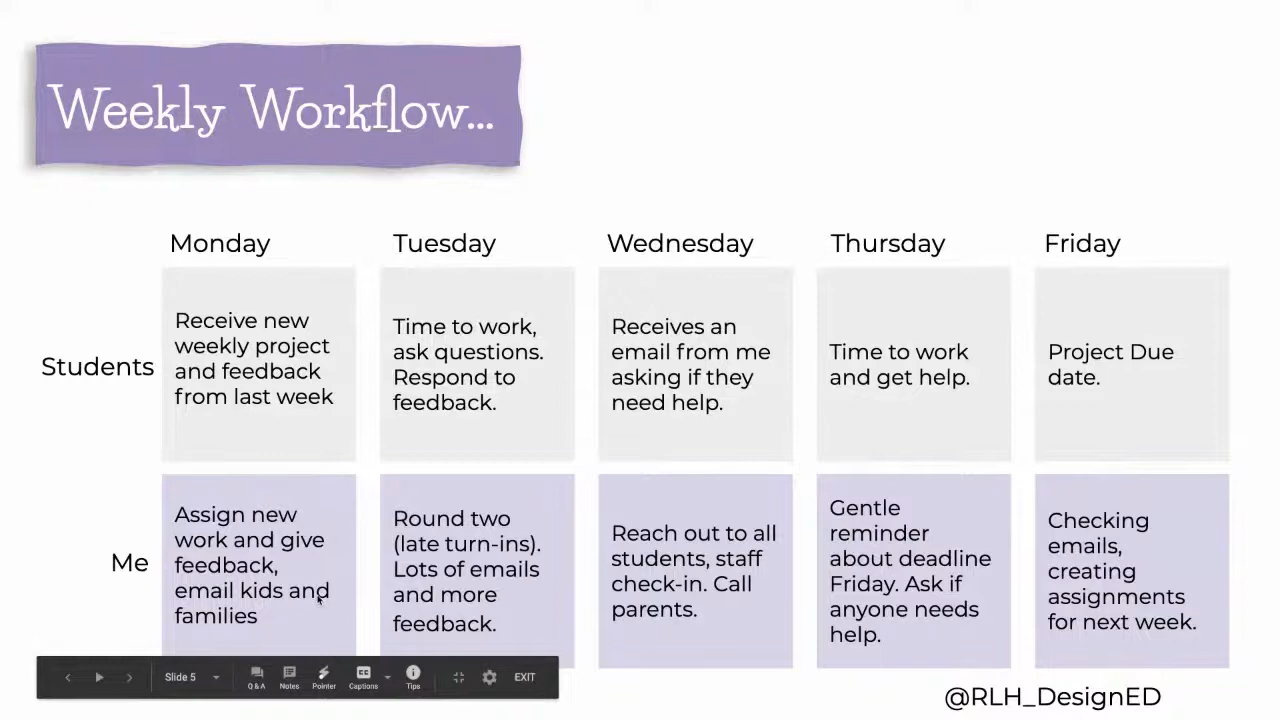 Weekly Workflow...
Monday
Tuesday
Wednesday
Thursday
Friday
Students
Receive new
weekly project
and feedback
from last week
Time to work,
ask questions.
Respond to
feedback.
Receives an
email from me
asking if they
need help.
Time to work
and get help.
Project Due
date.
Me
Assign new
work and give
feedback,
email kids and
families
Round two
(late turn-ins).
Lots of emails
and more
feedback.
Reach out to all
students, staff
check-in. Call
parents.
Gentle
reminder
about deadline
Friday. Ask if
anyone needs
help.
Checking
emails,
creating
assignments
for next week.
Slide 5
Q & A
Notes
Pointer
CC
Captions
Tips
EXIT
@RLH_DesignED